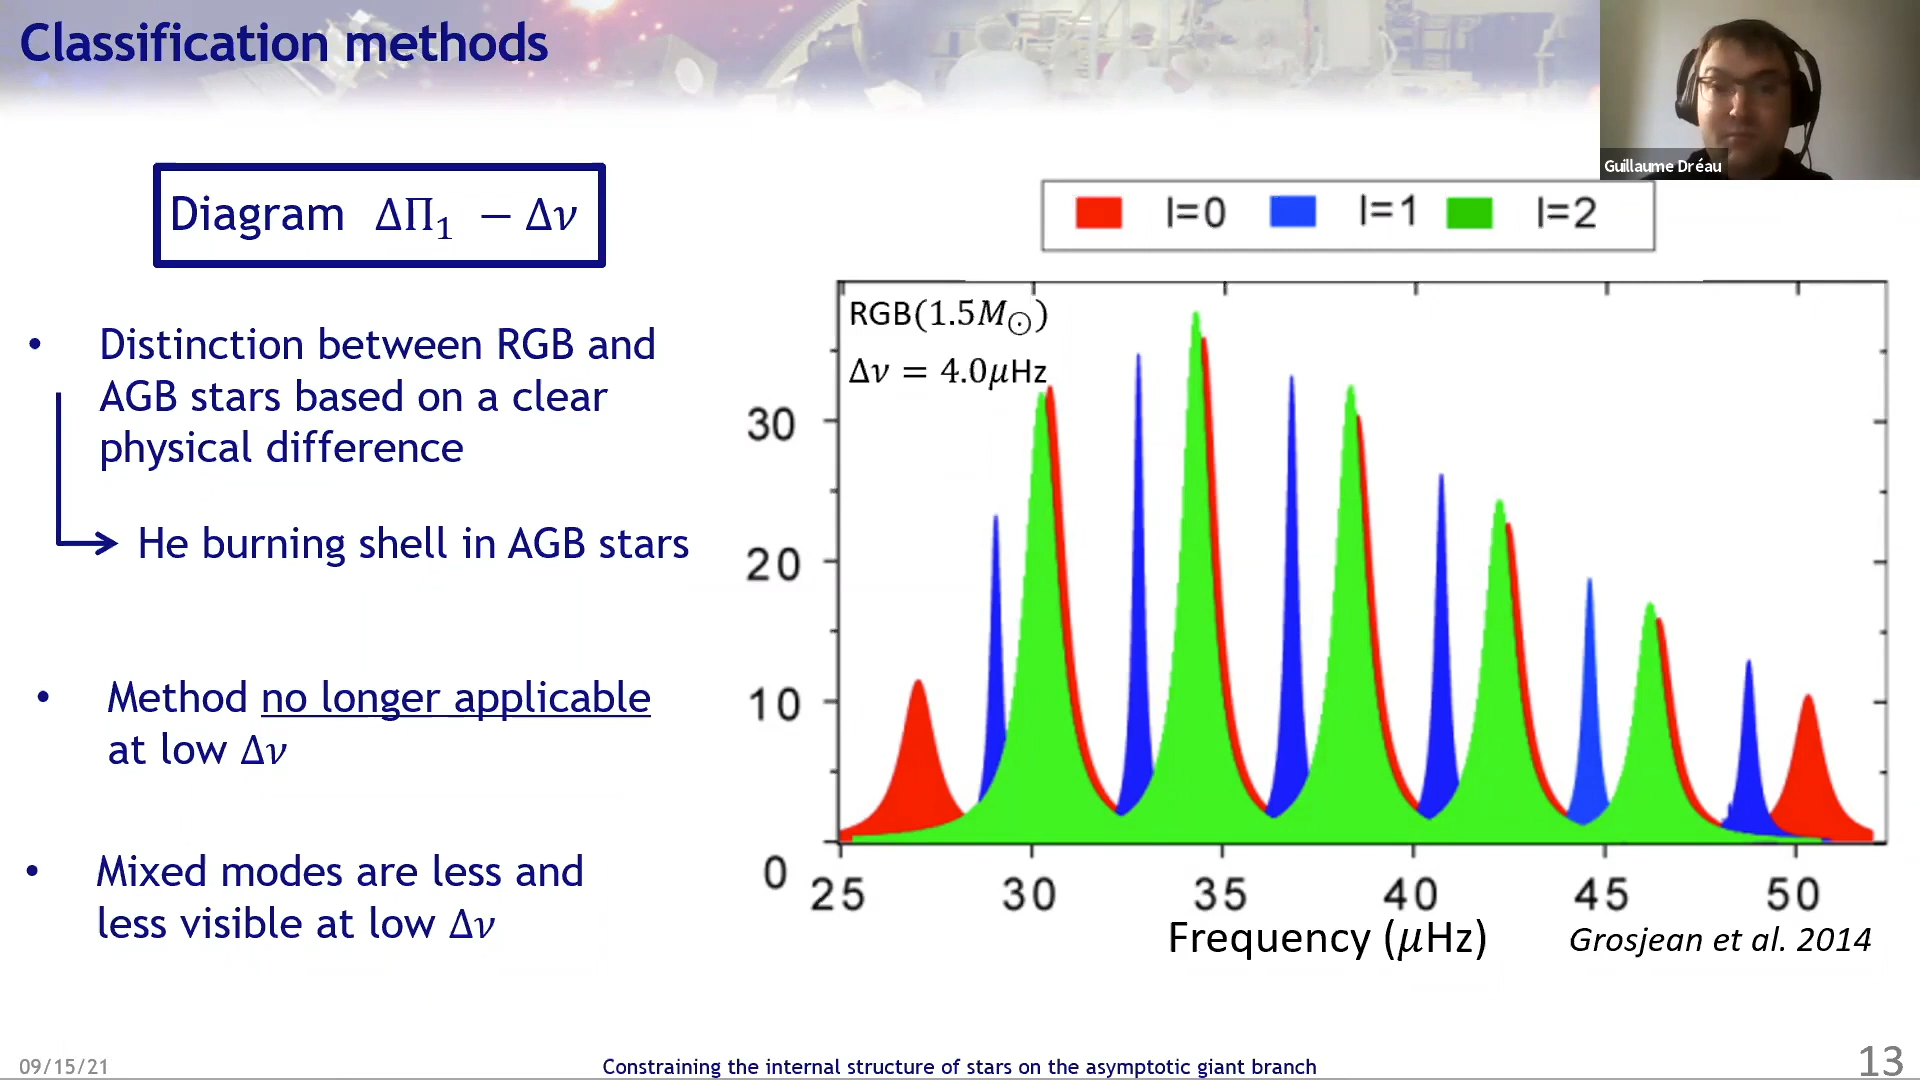 Classification methods
Guillaume Dréau
Diagram ΔΠ₁ − Δν
• Distinction between RGB and
AGB stars based on a clear
physical difference
He burning shell in AGB stars
• Method no longer applicable
at low Δν
• Mixed modes are less and
less visible at low Δν
l=0 l=1 l=2
RGB(1.5M☉)
Δν = 4.0μHz
30
20
10
0
25 30 35 40 45 50
Frequency (μHz)
Grosjean et al. 2014
09/15/21
Constraining the internal structure of stars on the asymptotic giant branch
13